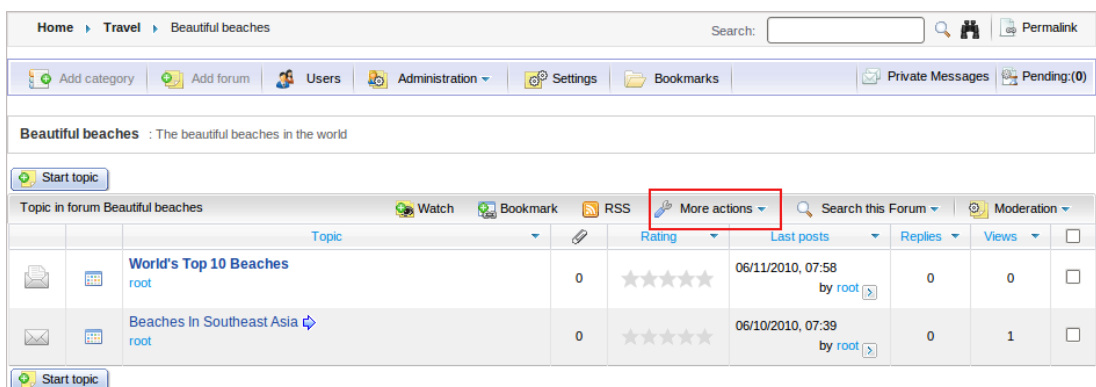 Home Travel Beautiful beaches Search: Permalink
Add category Add forum Users Administration Settings Bookmarks Private Messages Pending:(0)
Beautiful beaches : The beautiful beaches in the world
Start topic
Topic in forum Beautiful beaches Watch Bookmark RSS More actions Search this Forum Moderation
Topic Rating Last posts Replies Views
World's Top 10 Beaches
root
0
06/11/2010, 07:58
by root
0 0
Beaches In Southeast Asia
root
0
06/10/2010, 07:39
by root
0 1
Start topic